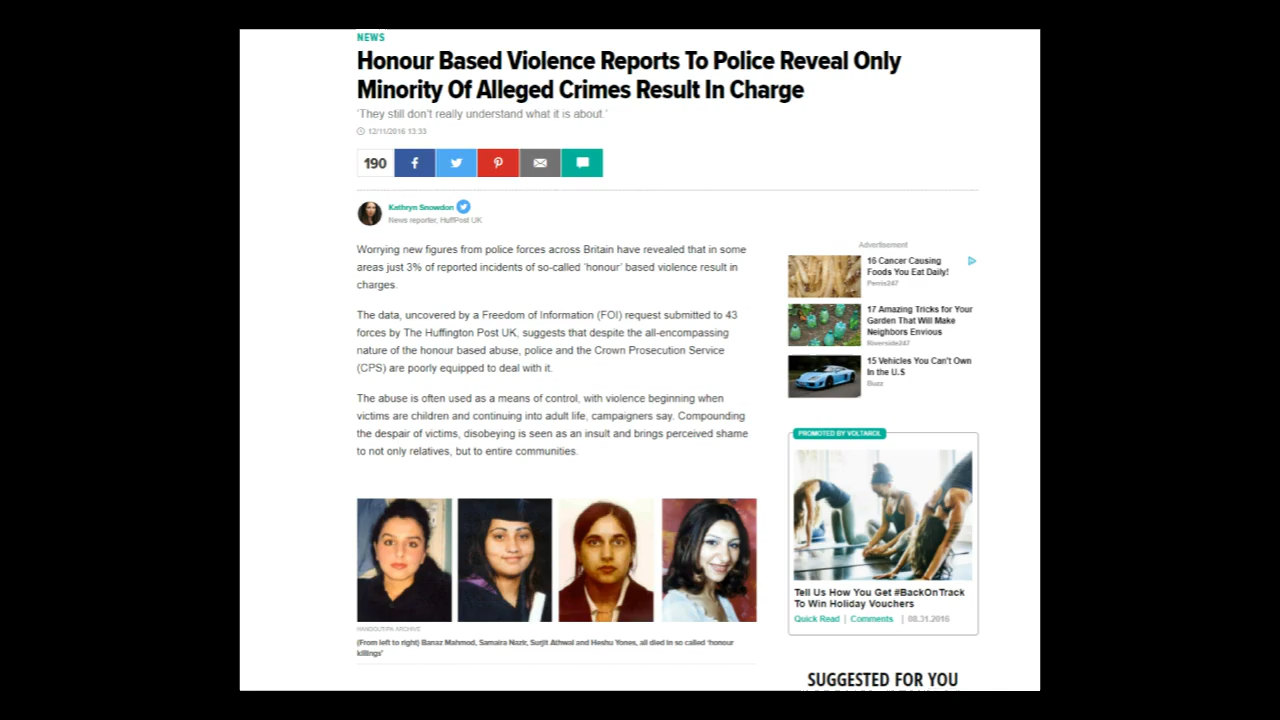 NEWS
Honour Based Violence Reports To Police Reveal Only
Minority Of Alleged Crimes Result In Charge
'They still don't really understand what it is about.'
12/11/2016 13:33
190
Kathryn Snowdon
News reporter, HuffPost UK
Worrying new figures from police forces across Britain have revealed that in some
areas just 3% of reported incidents of so-called 'honour' based violence result in
charges.
The data, uncovered by a Freedom of Information (FOI) request submitted to 43
forces by The Huffington Post UK, suggests that despite the all-encompassing
nature of the honour based abuse, police and the Crown Prosecution Service
(CPS) are poorly equipped to deal with it.
The abuse is often used as a means of control, with violence beginning when
victims are children and continuing into adult life, campaigners say. Compounding
the despair of victims, disobeying is seen as an insult and brings perceived shame
to not only relatives, but to entire communities.
HANDOUT/PA ARCHIVE
(From left to right) Banaz Mahmod, Samaira Nazir, Surjit Athwal and Heshu Yones, all died in so called 'honour
killings'
Advertisement
16 Cancer Causing
Foods You Eat Daily!
Perris247
17 Amazing Tricks for Your
Garden That Will Make
Neighbors Envious
Riverside247
15 Vehicles You Can't Own
In the U.S
Buzz
PROMOTED BY VOLTAROL
Tell Us How You Get #BackOnTrack
To Win Holiday Vouchers
Quick Read | Comments | 08.31.2016
SUGGESTED FOR YOU